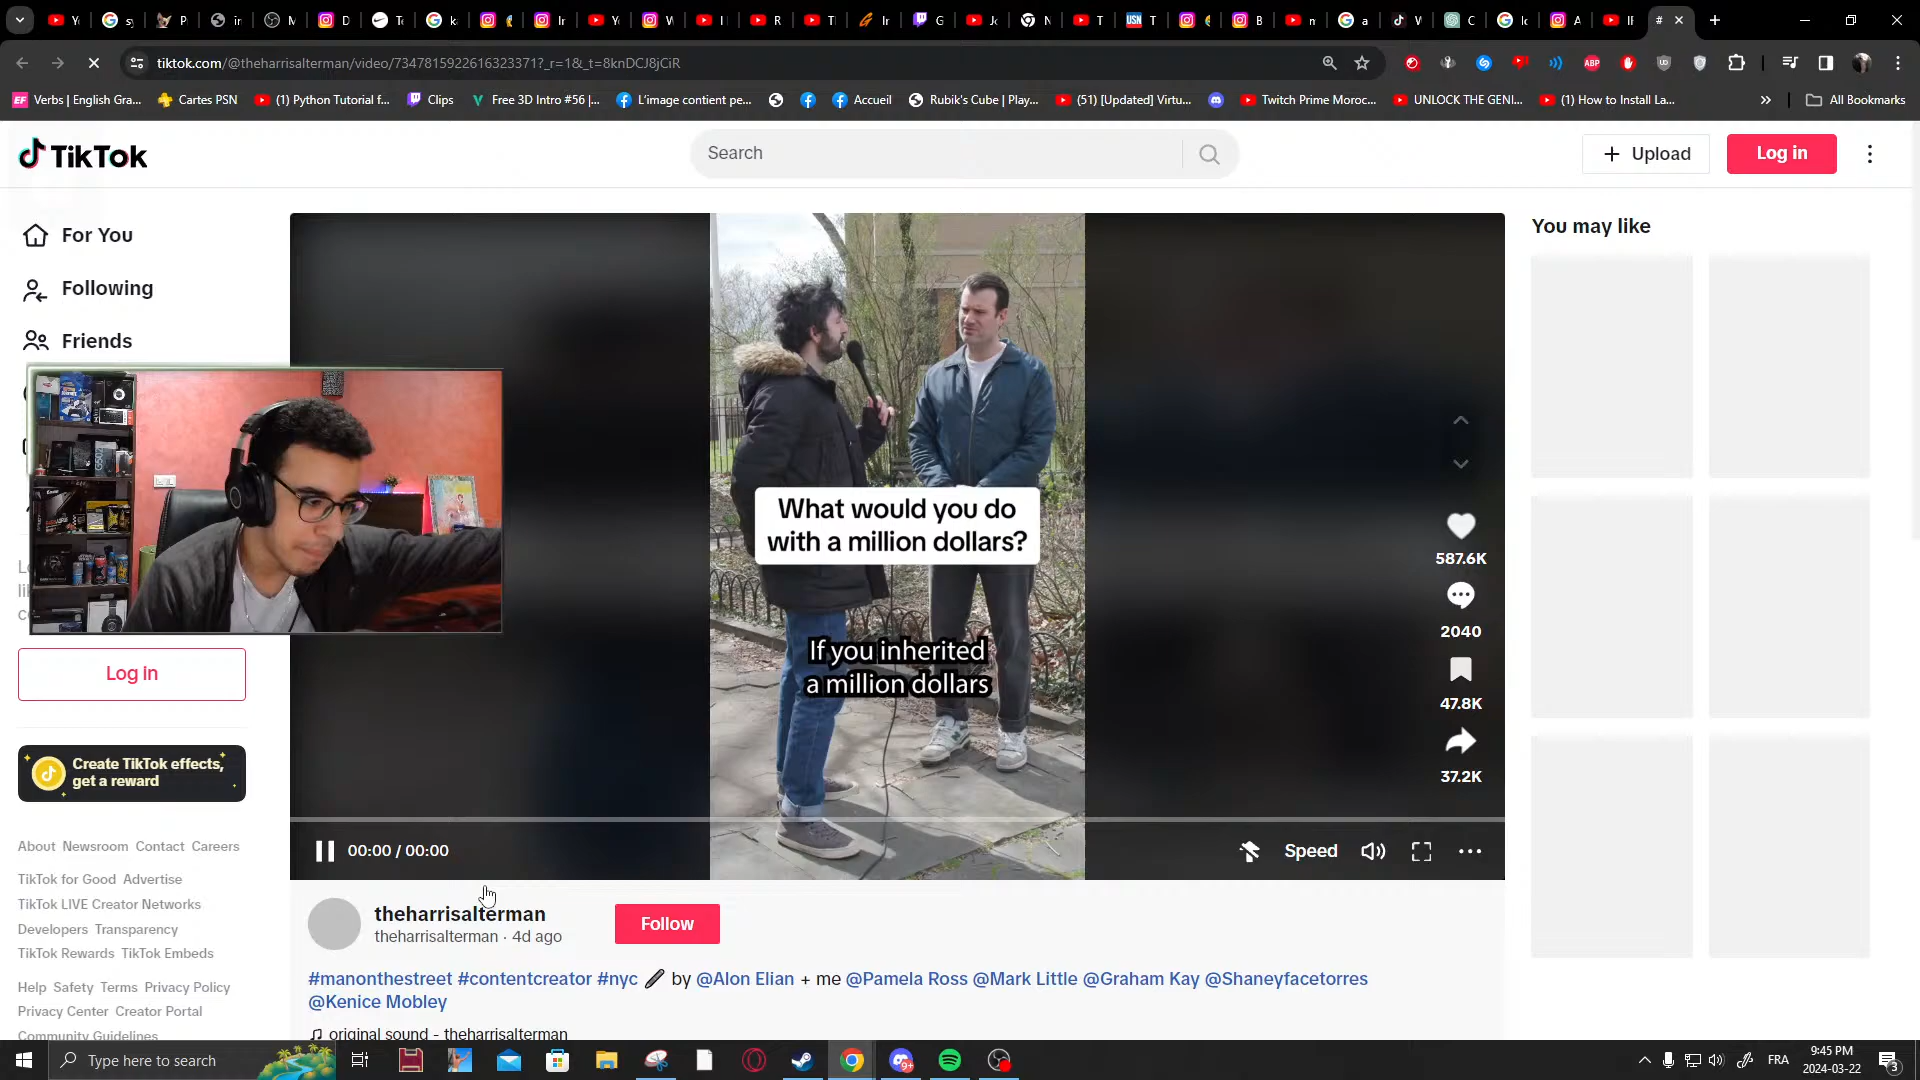 tiktok.com/@theharrisalterman/video/7347815922616323371?_r=1&_t=8knDCJ8jCiR
Verbs | English Gra...
Cartes PSN
(1) Python Tutorial f...
Clips
Free 3D Intro #56 |...
L'image contient pe...
Accueil
Rubik's Cube | Play...
(51) [Updated] Virtu...
Twitch Prime Moroc...
UNLOCK THE GENI...
(1) How to Install La...
All Bookmarks
TikTok
Search
Upload
Log in
For You
Following
Friends
You may like
What would you do
with a million dollars?
If you inherited
a million dollars
587.6K
2040
47.8K
37.2K
Log in
Create TikTok effects,
get a reward
00:00 / 00:00
Speed
About Newsroom Contact Careers
TikTok for Good Advertise
TikTok LIVE Creator Networks
Developers Transparency
TikTok Rewards TikTok Embeds
Help Safety Terms Privacy Policy
Privacy Center Creator Portal
Community Guidelines
theharrisalterman
theharrisalterman · 4d ago
Follow
#manonthestreet #contentcreator #nyc 🖊 by @Alon Elian + me @Pamela Ross @Mark Little @Graham Kay @Shaneyfacetorres
@Kenice Mobley
original sound - theharrisalterman
Type here to search
FRA
9:45 PM
2024-03-22
3